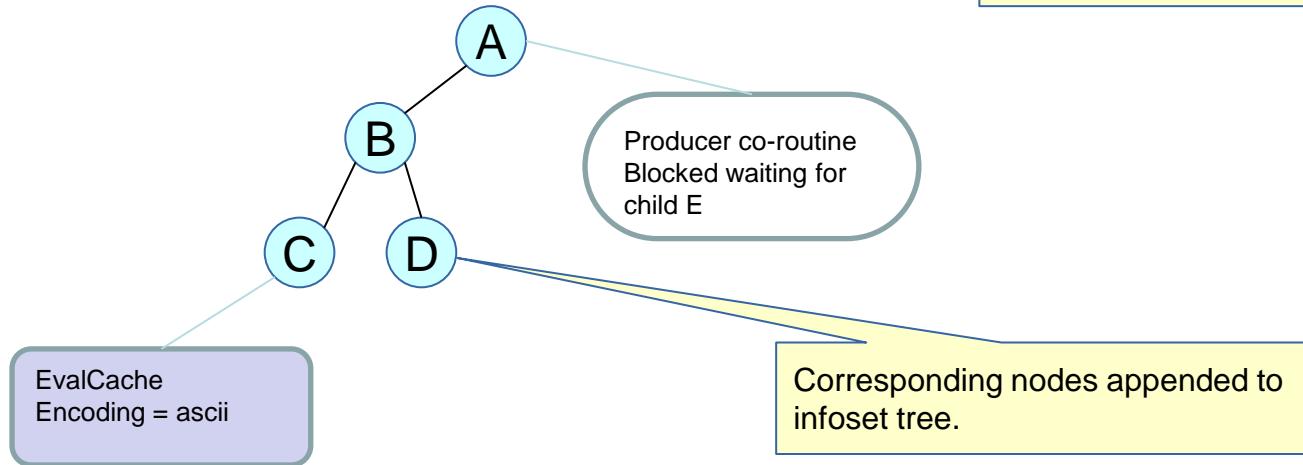 A
Producer co-routine
Blocked waiting for
child E
B
C
D
EvalCache
Encoding = ascii
Corresponding nodes appended to
infoset tree.